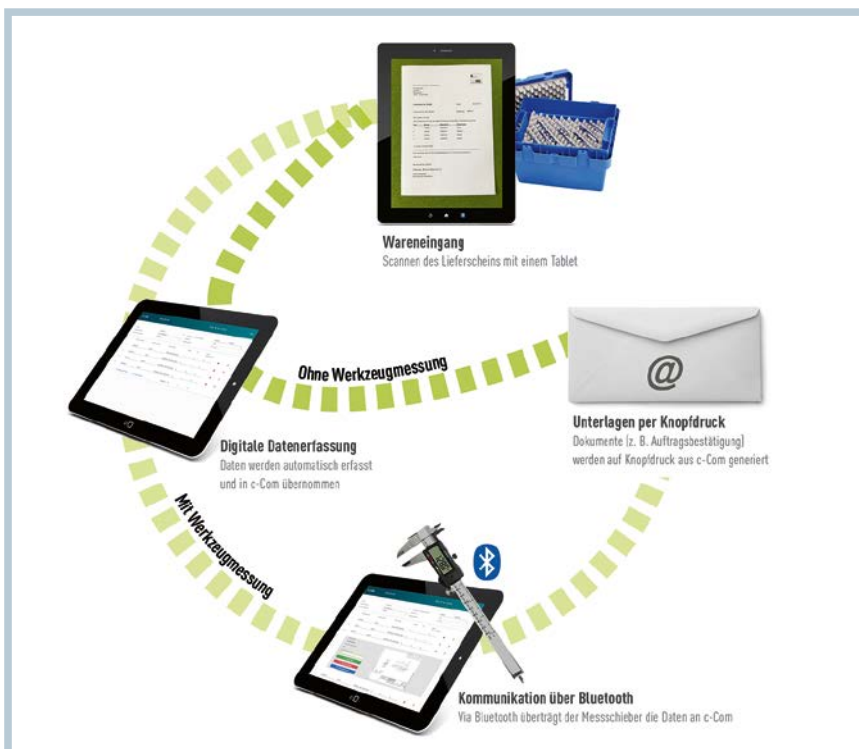 Wareneingang
Scannen des Lieferscheins mit einem Tablet
Ohne Werkzeugmessung
@
Unterlagen per Knopfdruck
Dokumente (z. B. Auftragsbestätigung)
werden auf Knopfdruck aus c-Com generiert
Digitale Datenerfassung
Daten werden automatisch erfasst
und in c-Com übernommen
Mit Werkzeugmessung
Kommunikation über Bluetooth
Via Bluetooth überträgt der Messschieber die Daten an c-Com